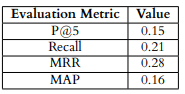 Evaluation Metric Value
P@5 0.15
Recall 0.21
MRR 0.28
MAP 0.16